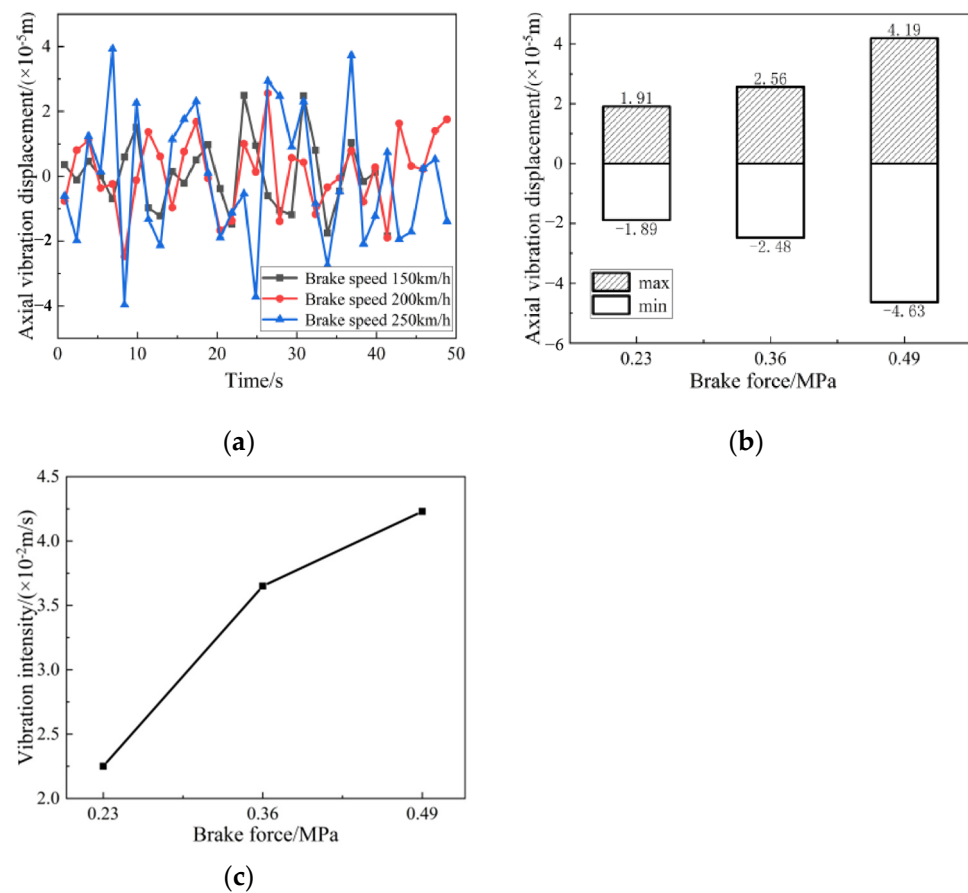 Axial vibration displacement/(×10⁻⁵m)
4
2
0
−2
−4
Brake speed 150km/h
Brake speed 200km/h
Brake speed 250km/h
0
10
20
30
40
50
Time/s
(a)
Axial vibration displacement/(×10⁻⁵m)
4
2
0
−2
−4
−6
1.91
2.56
4.19
-1.89
-2.48
-4.63
max
min
0.23
0.36
0.49
Brake force/MPa
(b)
Vibration intensity/(×10⁻²m/s)
4.5
4.0
3.5
3.0
2.5
2.0
0.23
0.36
0.49
Brake force/MPa
(c)